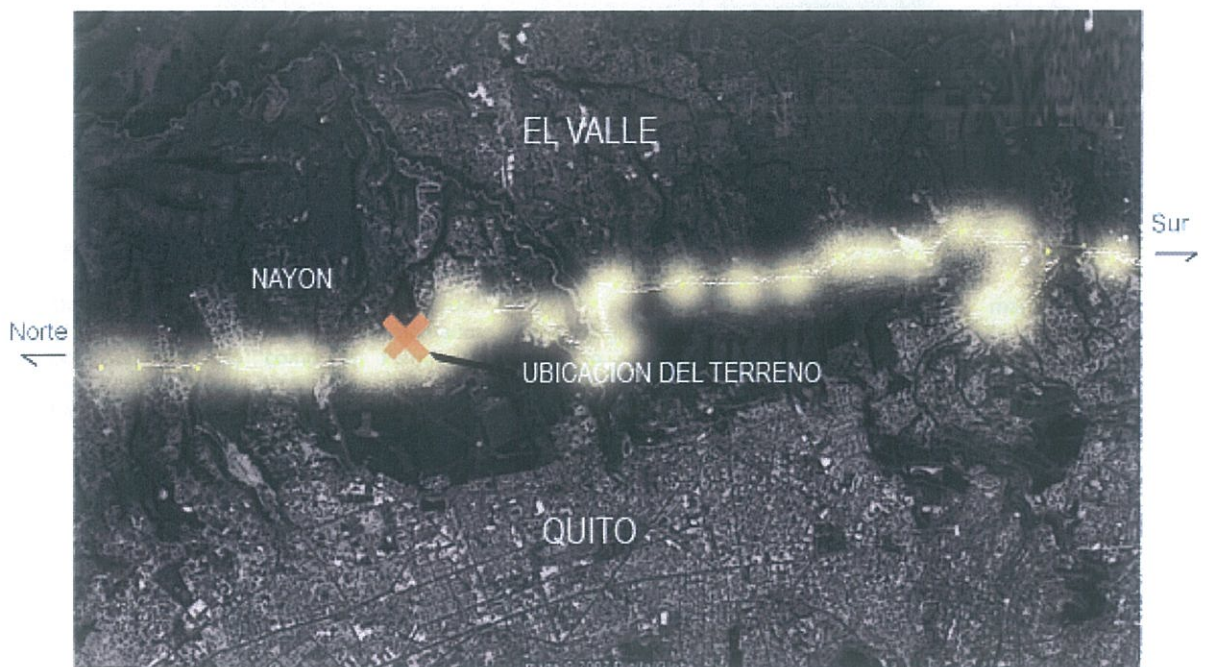 EL VALLE
Sur
NAYON
Norte
UBICACION DEL TERRENO
QUITO